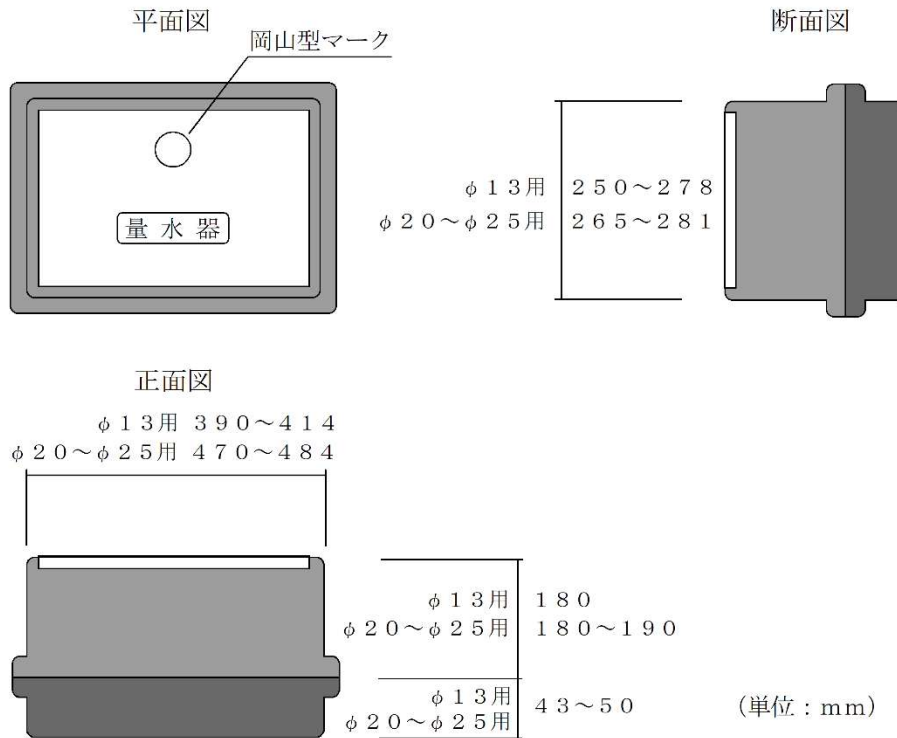 平面図
断面図
岡山型マーク
量水器
φ１３用 ２５０～２７８
φ２０～φ２５用 ２６５～２８１
正面図
φ１３用 ３９０～４１４
φ２０～φ２５用 ４７０～４８４
φ１３用 １８０
φ２０～φ２５用 １８０～１９０
φ１３用
φ２０～φ２５用
４３～５０
（単位：ｍｍ）